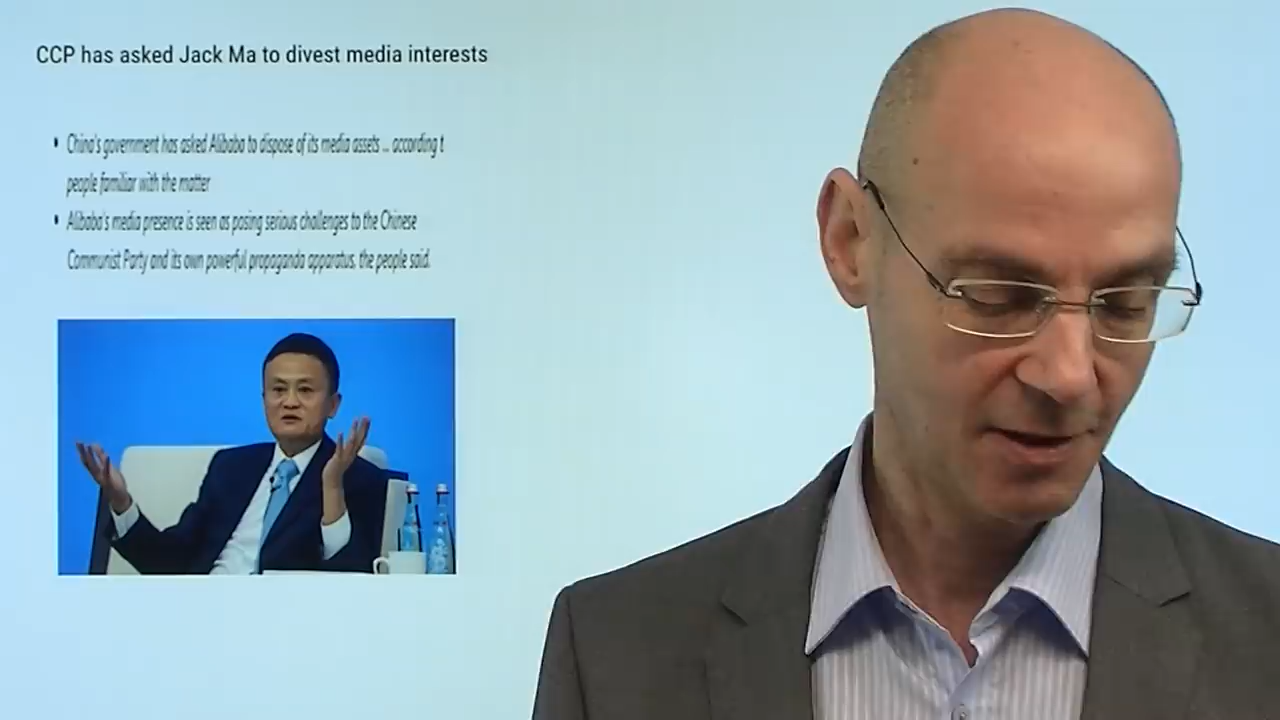 CCP has asked Jack Ma to divest media interests
• China's government has asked Alibaba to dispose of its media assets ... according t
people familiar with the matter
• Alibaba's media presence is seen as posing serious challenges to the Chinese
Communist Party and its own powerful propaganda apparatus, the people said.